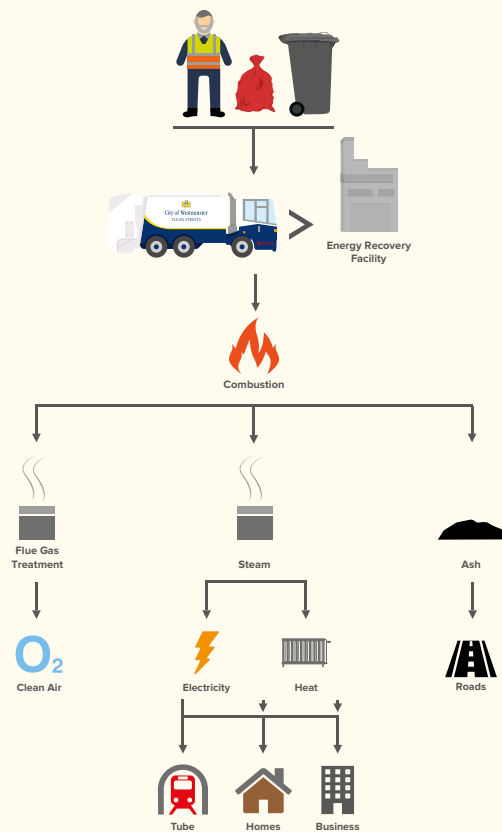 City of Westminster
CLEAN STREETS
Energy Recovery
Facility
Combustion
Flue Gas
Treatment
Steam
Ash
O2
Clean Air
Electricity
Heat
Roads
Tube
Homes
Business